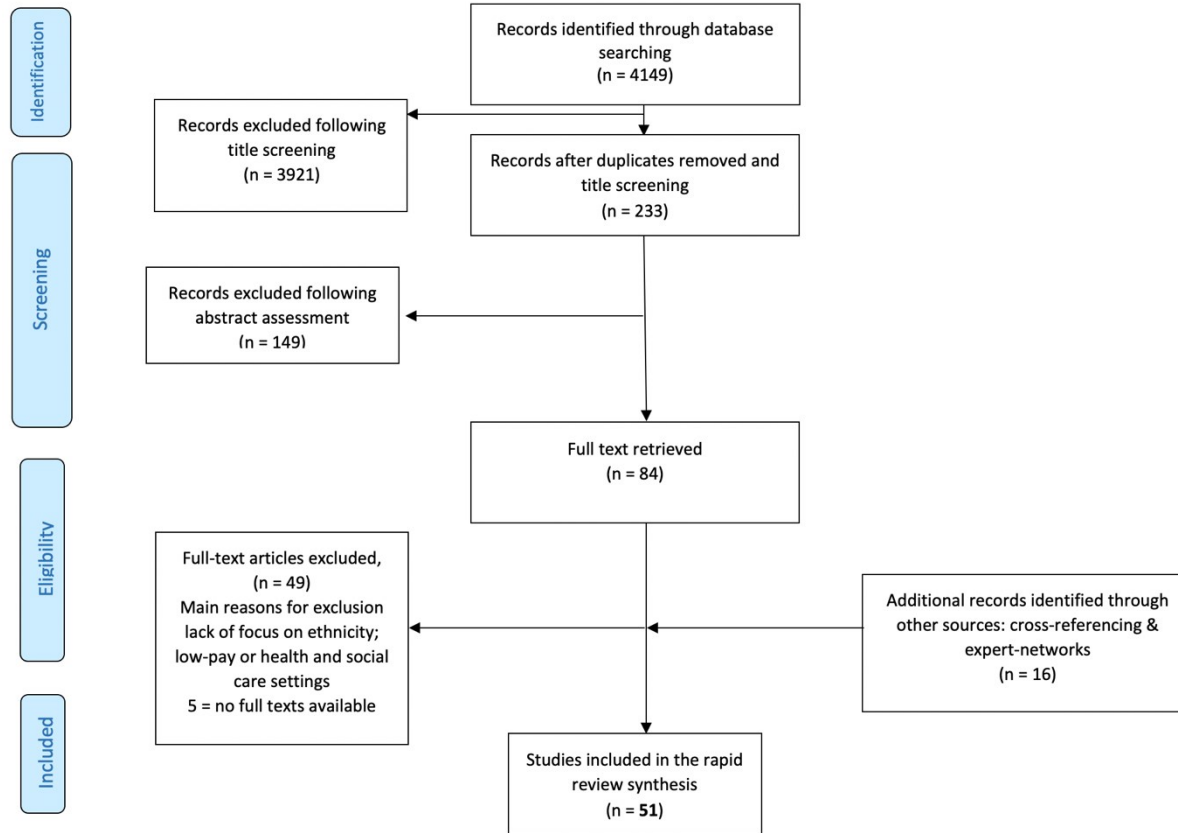 Identification
Records identified through database
searching
(n = 4149)
Records excluded following
title screening
(n = 3921)
Screening
Records after duplicates removed and
title screening
(n = 233)
Records excluded following
abstract assessment
(n = 149)
Full text retrieved
(n = 84)
Eligibility
Full-text articles excluded,
(n = 49)
Main reasons for exclusion
lack of focus on ethnicity;
low-pay or health and social
care settings
5 = no full texts available
Additional records identified through
other sources: cross-referencing &
expert-networks
(n = 16)
Included
Studies included in the rapid
review synthesis
(n = 51)